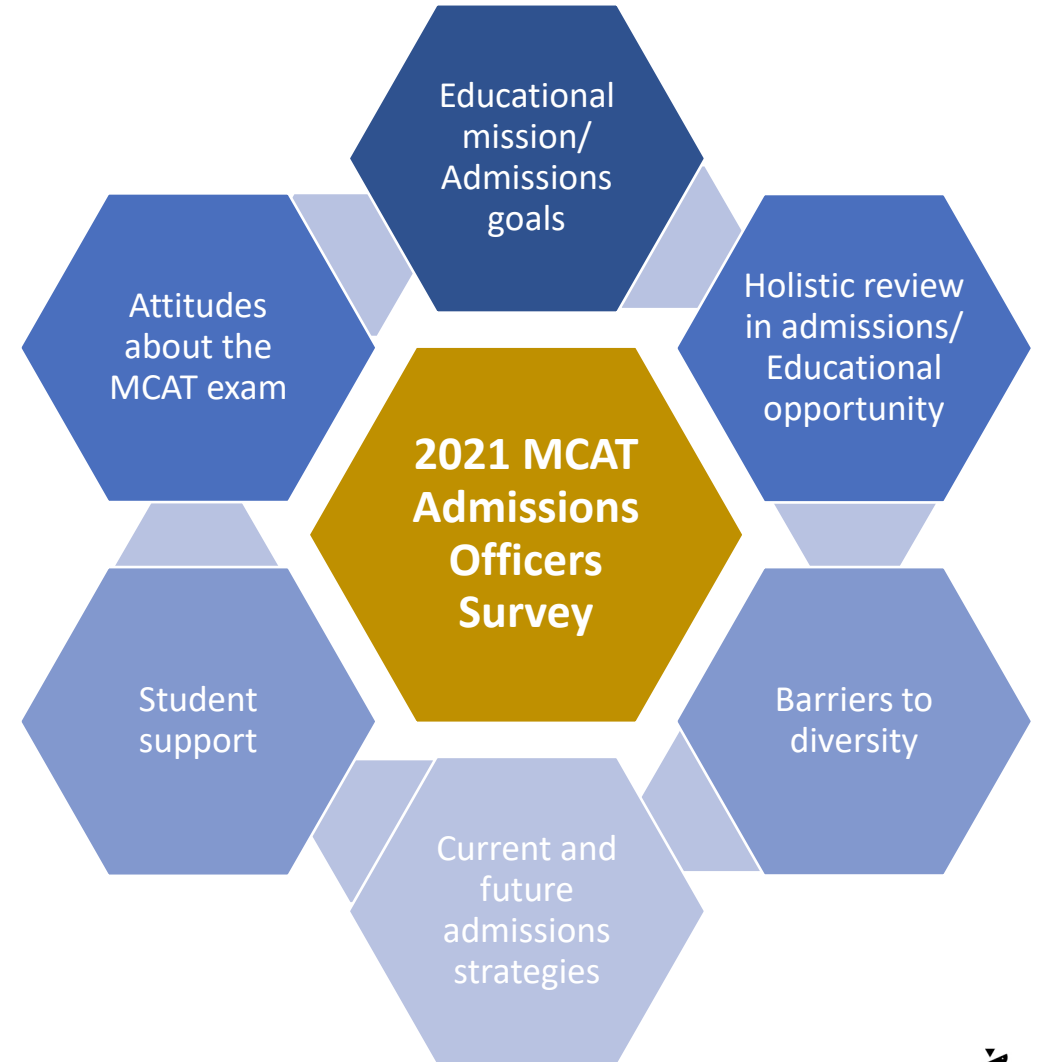 Educational
mission/
Admissions
goals
Attitudes
about the
MCAT exam
Holistic review
in admissions/
Educational
opportunity
2021 MCAT
Admissions
Officers
Survey
Student
support
Barriers to
diversity
Current and
future
admissions
strategies